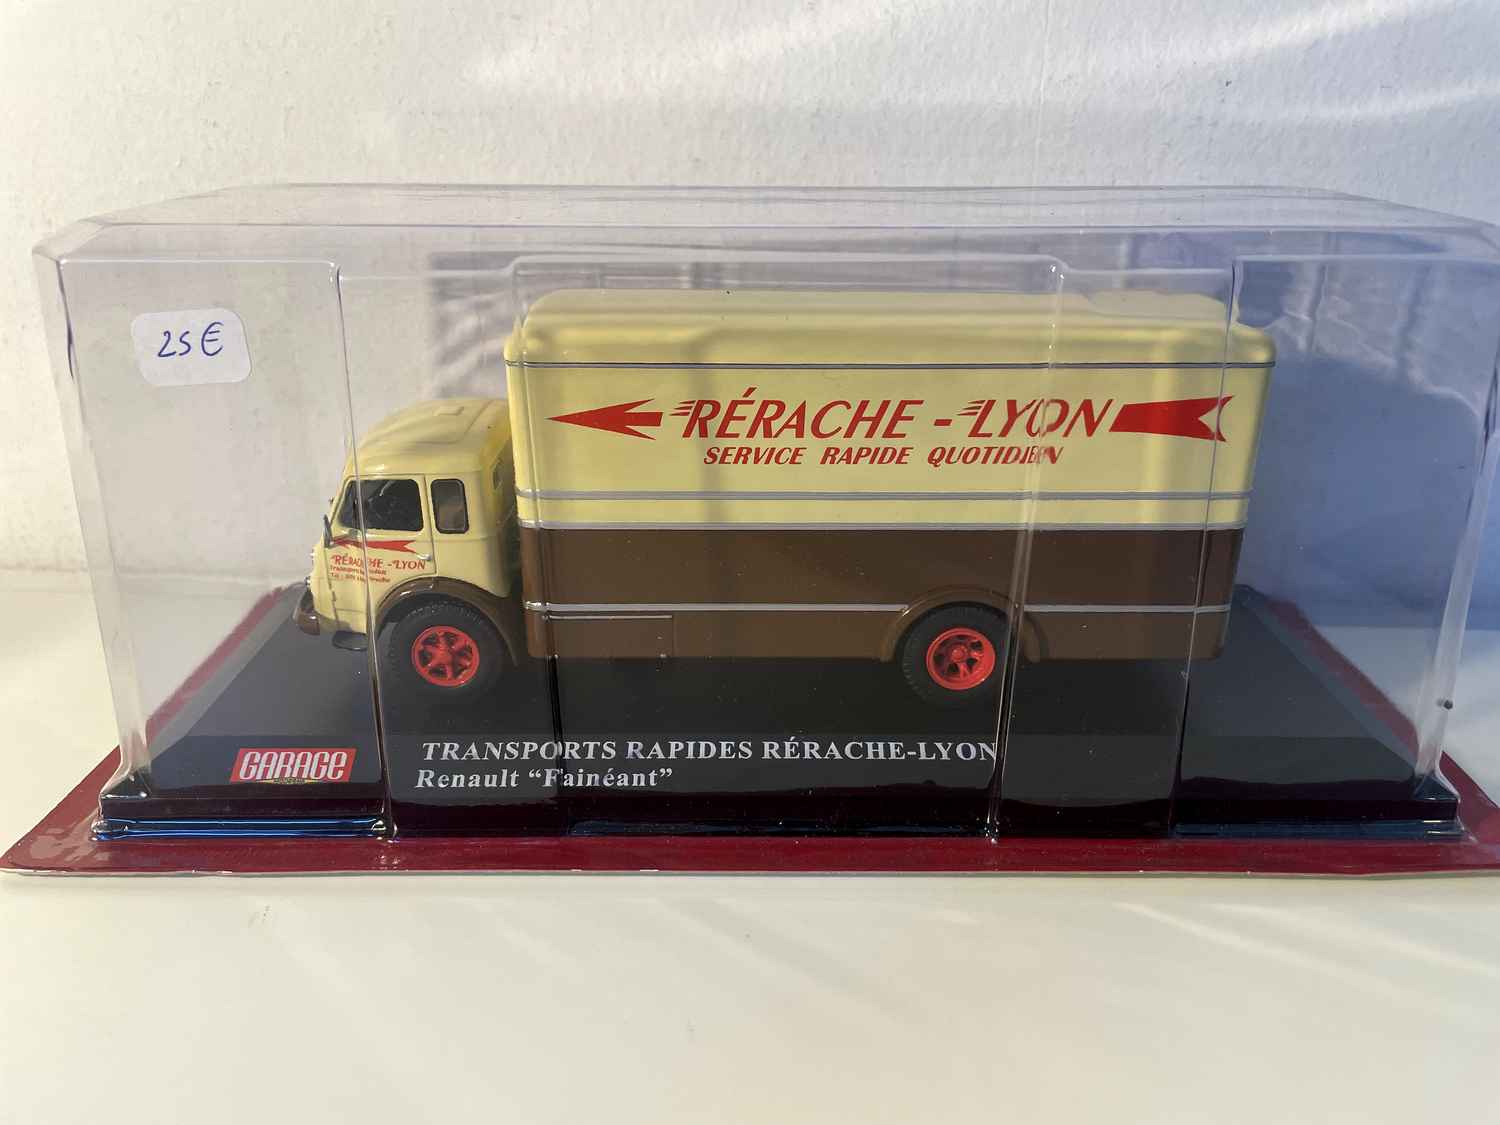 25€
RÉRACHE - LYON
SERVICE RAPIDE QUOTIDIEN
RÉRACHE - LYON
GARAGE
TRANSPORTS RAPIDES RÉRACHE-LYON
Renault “Fainéant”